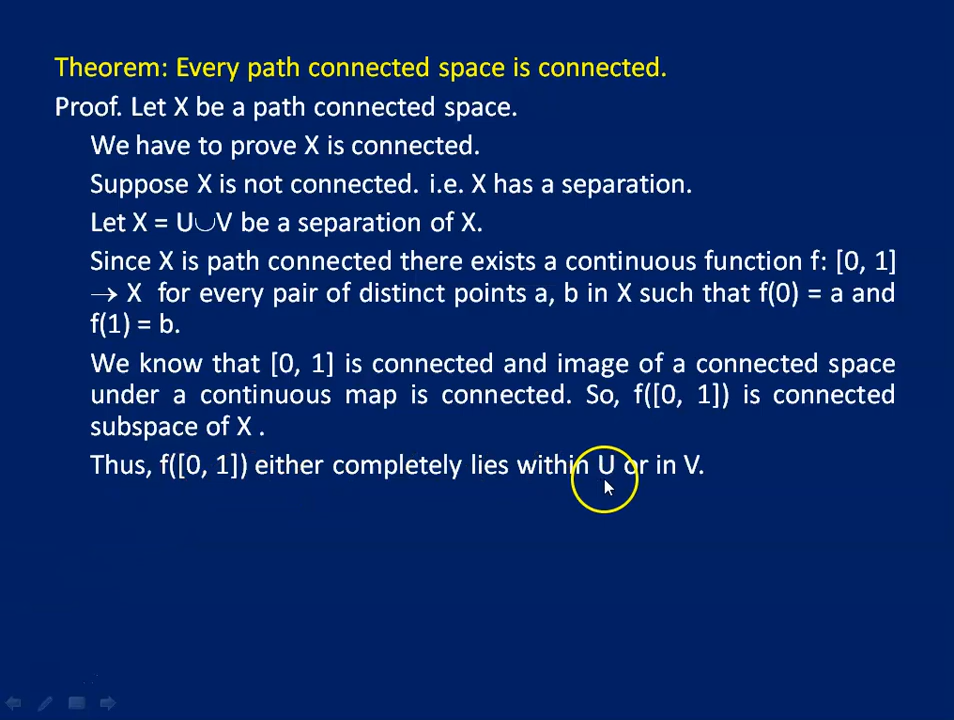 Theorem: Every path connected space is connected.
Proof. Let X be a path connected space.
We have to prove X is connected.
Suppose X is not connected. i.e. X has a separation.
Let X = U∪V be a separation of X.
Since X is path connected there exists a continuous function f: [0, 1]
→ X for every pair of distinct points a, b in X such that f(0) = a and
f(1) = b.
We know that [0, 1] is connected and image of a connected space
under a continuous map is connected. So, f([0, 1]) is connected
subspace of X .
Thus, f([0, 1]) either completely lies within U or in V.